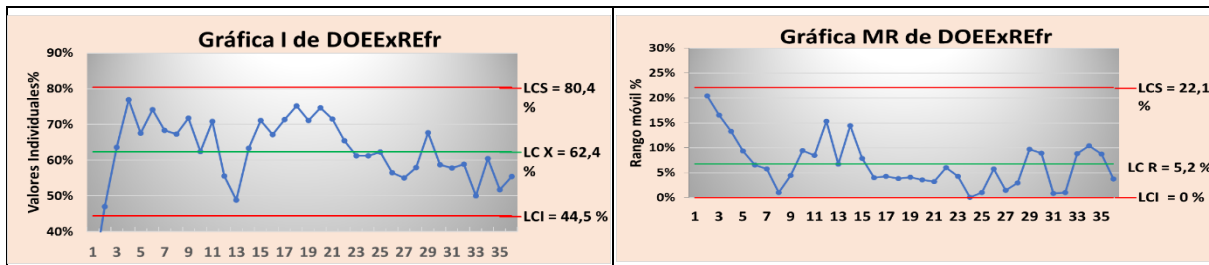 Gráfica I de DOEExREfr
90%
80%
70%
60%
50%
40%
Valores Individuales%
LCS = 80,4
%
LC X = 62,4
%
LCI = 44,5 %
1 3 5 7 9 11 13 15 17 19 21 23 25 27 29 31 33 35
Gráfica MR de DOEExREfr
30%
25%
20%
15%
10%
5%
0%
Rango móvil %
LCS = 22,1
%
LC R = 5,2 %
LCI = 0 %
1 3 5 7 9 11 13 15 17 19 21 23 25 27 29 31 33 35